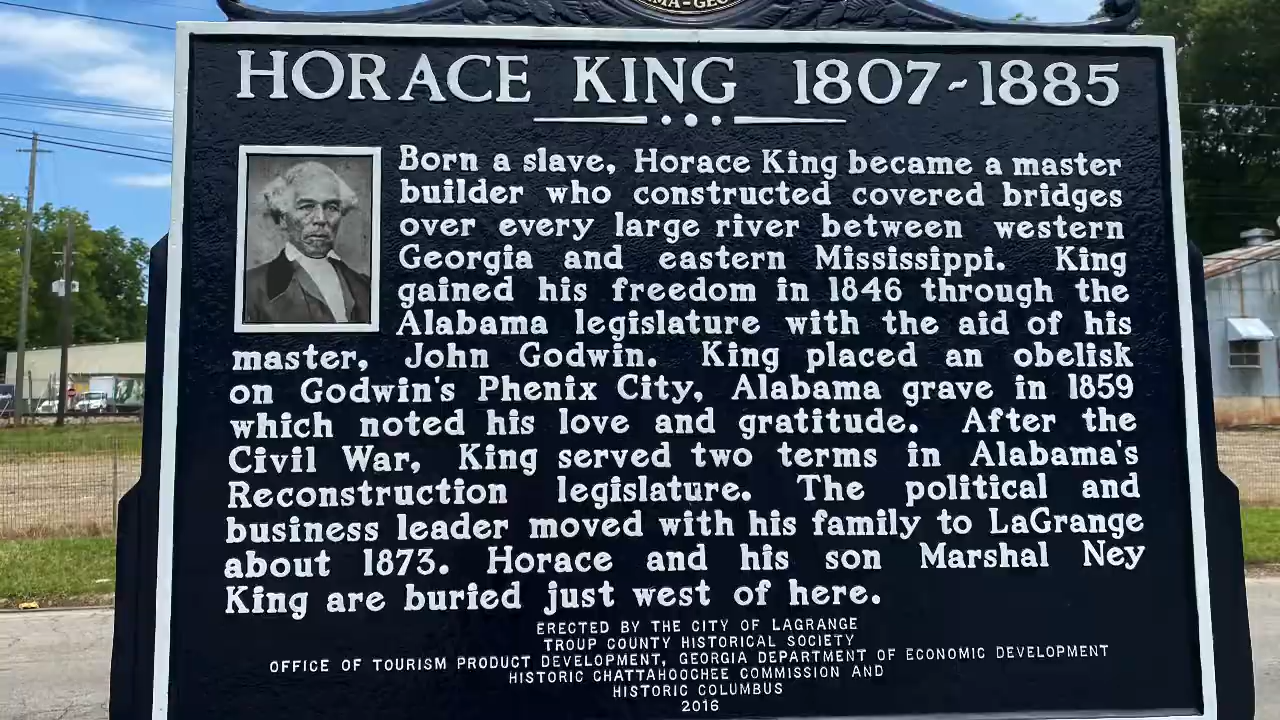 MA-GEO
HORACE KING 1807-1885
Born a slave, Horace King became a master
builder who constructed covered bridges
over every large river between western
Georgia and eastern Mississippi. King
gained his freedom in 1846 through the
Alabama legislature with the aid of his
master, John Godwin. King placed an obelisk
on Godwin's Phenix City, Alabama grave in 1859
which noted his love and gratitude. After the
Civil War, King served two terms in Alabama's
Reconstruction legislature. The political and
business leader moved with his family to LaGrange
about 1873. Horace and his son Marshal Ney
King are buried just west of here.
ERECTED BY THE CITY OF LAGRANGE
TROUP COUNTY HISTORICAL SOCIETY
OFFICE OF TOURISM PRODUCT DEVELOPMENT, GEORGIA DEPARTMENT OF ECONOMIC DEVELOPMENT
HISTORIC CHATTAHOOCHEE COMMISSION AND
HISTORIC COLUMBUS
2016